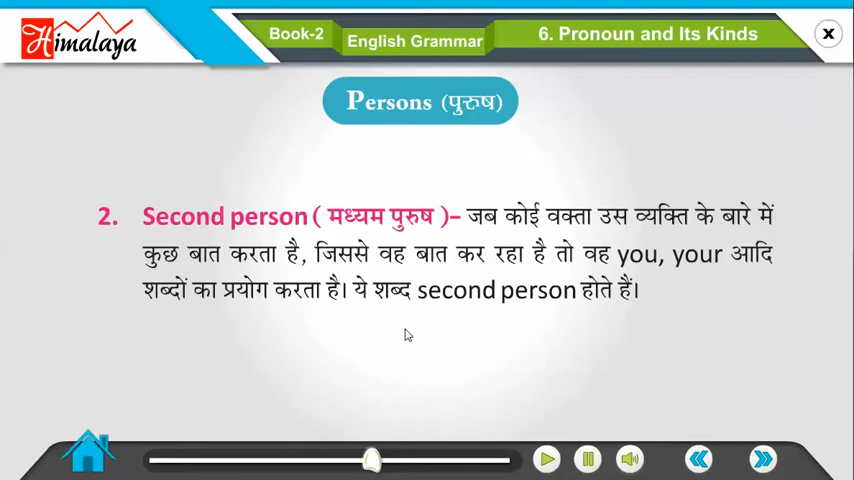 Himalaya
Book-2
English Grammar
6. Pronoun and Its Kinds
x
Persons (पुरुष)
2. Second person ( मध्यम पुरुष )– जब कोई वक्ता उस व्यक्ति के बारे में
कुछ बात करता है, जिससे वह बात कर रहा है तो वह you, your आदि
शब्दों का प्रयोग करता है। ये शब्द second person होते हैं।